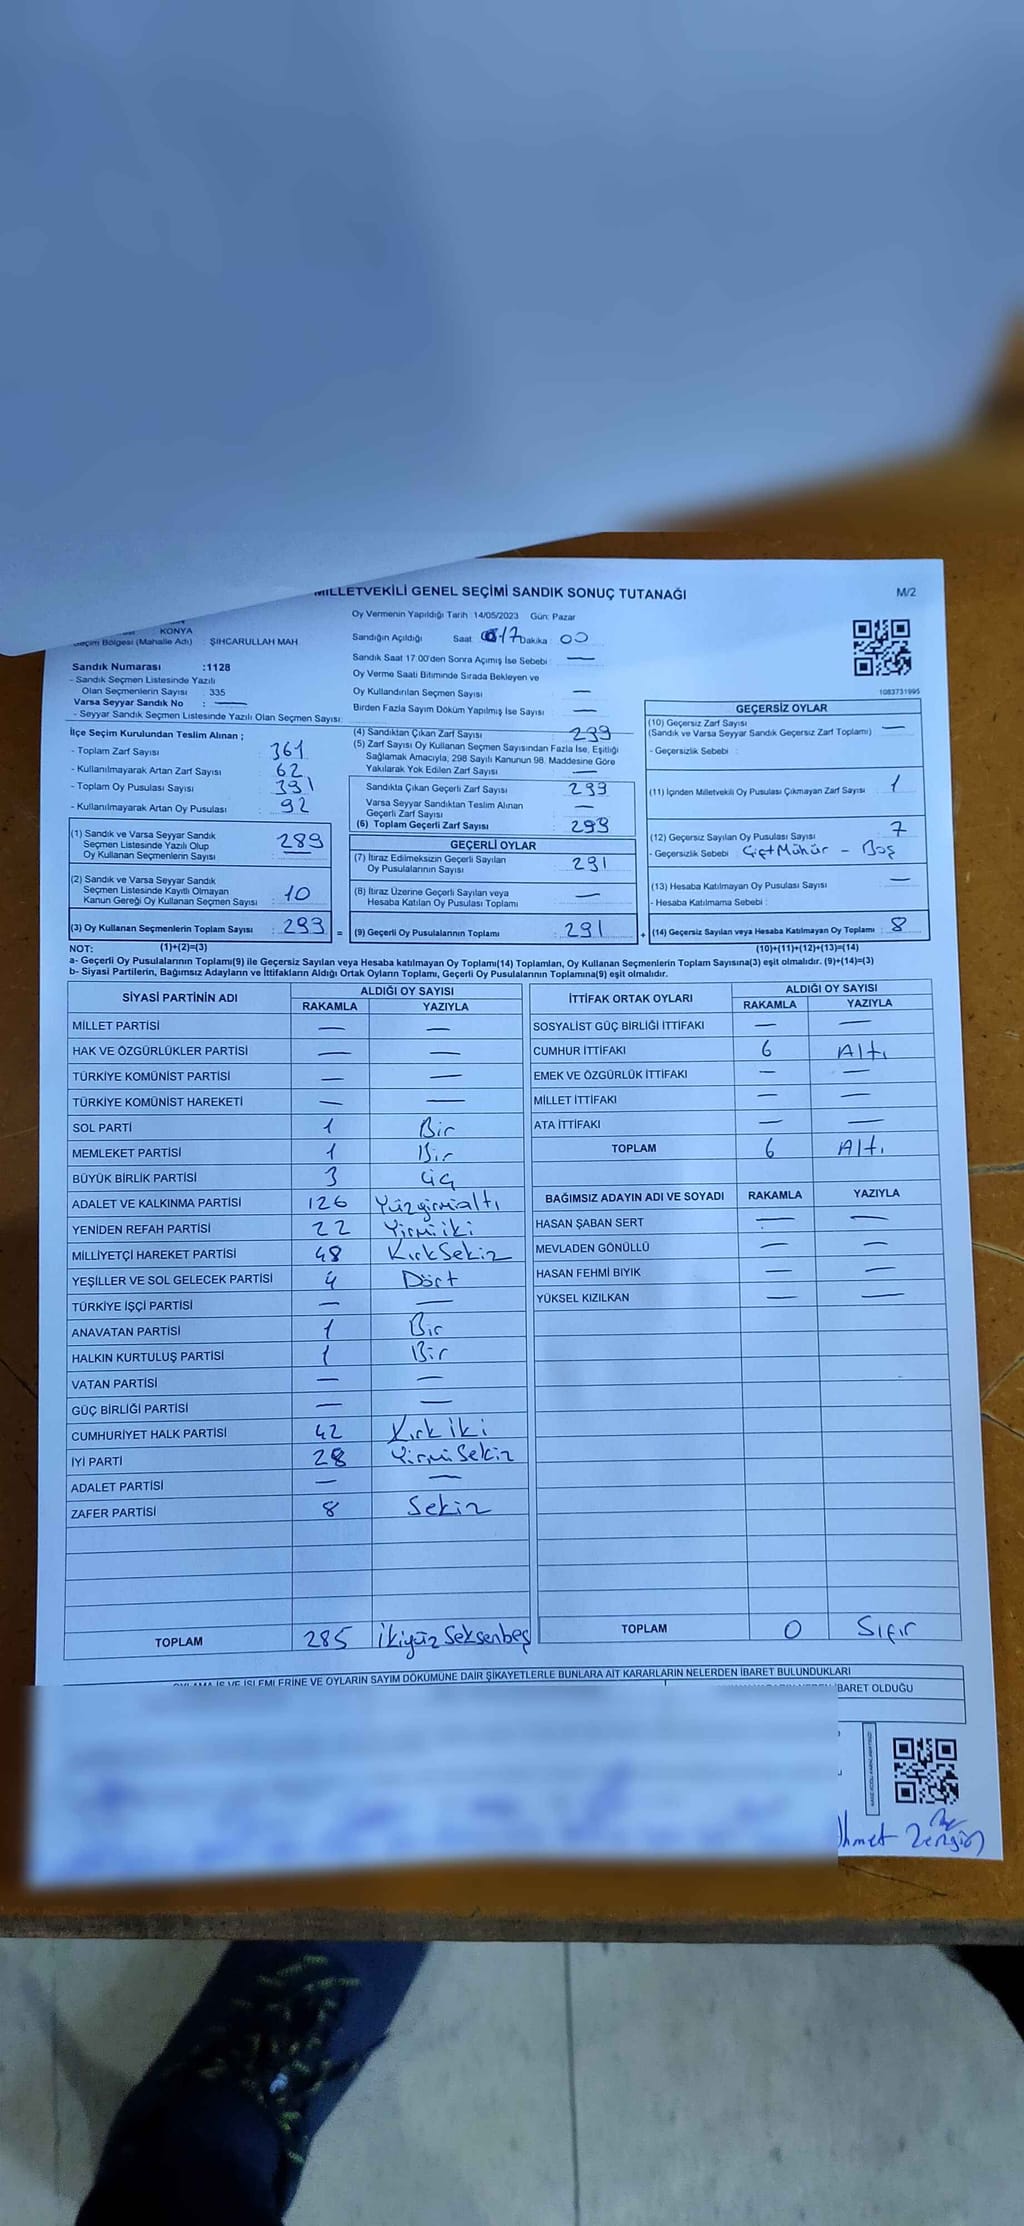 MİLLETVEKİLİ GENEL SEÇİMİ SANDIK SONUÇ TUTANAĞI
M/2
KONYA
Seçim Bölgesi (Mahalle Adı) : ŞIHCARULLAH MAH
Sandık Numarası :1128
- Sandık Seçmen Listesinde Yazılı
Olan Seçmenlerin Sayısı : 335
Varsa Seyyar Sandık No : —
- Seyyar Sandık Seçmen Listesinde Yazılı Olan Seçmen Sayısı:
Oy Vermenin Yapıldığı Tarih : 14/05/2023 Gün: Pazar
Sandığın Açıldığı Saat 17 Dakika : 00
Sandık Saat 17:00'den Sonra Açımış İse Sebebi : —
Oy Verme Saati Bitiminde Sırada Bekleyen ve
Oy Kullandırılan Seçmen Sayısı : —
Birden Fazla Sayım Döküm Yapılmış İse Sayısı : —
1083731995
İlçe Seçim Kurulundan Teslim Alınan ;
- Toplam Zarf Sayısı : 361
- Kullanılmayarak Artan Zarf Sayısı : 62
- Toplam Oy Pusulası Sayısı : 391
- Kullanılmayarak Artan Oy Pusulası : 92
(1) Sandık ve Varsa Seyyar Sandık
Seçmen Listesinde Yazılı Olup
Oy Kullanan Seçmenlerin Sayısı : 289
(2) Sandık ve Varsa Seyyar Sandık
Seçmen Listesinde Kayıtlı Olmayan
Kanun Gereği Oy Kullanan Seçmen Sayısı : 10
(3) Oy Kullanan Seçmenlerin Toplam Sayısı : 299
(4) Sandıktan Çıkan Zarf Sayısı : 299
(5) Zarf Sayısı Oy Kullanan Seçmen Sayısından Fazla İse, Eşitliği
Sağlamak Amacıyla, 298 Sayılı Kanunun 98. Maddesine Göre
Yakılarak Yok Edilen Zarf Sayısı : —
Sandıkta Çıkan Geçerli Zarf Sayısı : 299
Varsa Seyyar Sandıktan Teslim Alınan
Geçerli Zarf Sayısı : —
(6) Toplam Geçerli Zarf Sayısı : 299
GEÇERLİ OYLAR
(7) İtiraz Edilmeksizin Geçerli Sayılan
Oy Pusulalarının Sayısı : 291
(8) İtiraz Üzerine Geçerli Sayılan veya
Hesaba Katılan Oy Pusulası Toplamı : —
= (9) Geçerli Oy Pusulalarının Toplamı : 291
GEÇERSİZ OYLAR
(10) Geçersiz Zarf Sayısı —
(Sandık ve Varsa Seyyar Sandık Geçersiz Zarf Toplamı)
- Geçersizlik Sebebi :
(11) İçinden Milletvekili Oy Pusulası Çıkmayan Zarf Sayısı : 1
(12) Geçersiz Sayılan Oy Pusulası Sayısı : 7
- Geçersizlik Sebebi : Çift Mühür - Boş
(13) Hesaba Katılmayan Oy Pusulası Sayısı : —
- Hesaba Katılmama Sebebi :
+ (14) Geçersiz Sayılan veya Hesaba Katılmayan Oy Toplamı : 8
NOT: (1)+(2)=(3)
(10)+(11)+(12)+(13)=(14)
a- Geçerli Oy Pusulalarının Toplamı(9) ile Geçersiz Sayılan veya Hesaba katılmayan Oy Toplamı(14) Toplamları, Oy Kullanan Seçmenlerin Toplam Sayısına(3) eşit olmalıdır. (9)+(14)=(3)
b- Siyasi Partilerin, Bağımsız Adayların ve İttifakların Aldığı Ortak Oyların Toplamı, Geçerli Oy Pusulalarının Toplamına(9) eşit olmalıdır.
SİYASİ PARTİNİN ADI ALDIĞI OY SAYISI
RAKAMLA YAZIYLA
MİLLET PARTİSİ — —
HAK VE ÖZGÜRLÜKLER PARTİSİ — —
TÜRKİYE KOMÜNİST PARTİSİ — —
TÜRKİYE KOMÜNİST HAREKETİ — —
SOL PARTİ 1 Bir
MEMLEKET PARTİSİ 1 Bir
BÜYÜK BİRLİK PARTİSİ 3 Üç
ADALET VE KALKINMA PARTİSİ 126 Yüzyirmialtı
YENİDEN REFAH PARTİSİ 22 Yirmiiki
MİLLİYETÇİ HAREKET PARTİSİ 48 KırkSekiz
YEŞİLLER VE SOL GELECEK PARTİSİ 4 Dört
TÜRKİYE İŞÇİ PARTİSİ — —
ANAVATAN PARTİSİ 1 Bir
HALKIN KURTULUŞ PARTİSİ 1 Bir
VATAN PARTİSİ — —
GÜÇ BİRLİĞİ PARTİSİ — —
CUMHURİYET HALK PARTİSİ 42 Kırk iki
İYİ PARTİ 28 Yirmi Sekiz
ADALET PARTİSİ — —
ZAFER PARTİSİ 8 Sekiz
TOPLAM 285 İkiyüz Seksenbeş
İTTİFAK ORTAK OYLARI ALDIĞI OY SAYISI
RAKAMLA YAZIYLA
SOSYALİST GÜÇ BİRLİĞİ İTTİFAKI — —
CUMHUR İTTİFAKI 6 Altı
EMEK VE ÖZGÜRLÜK İTTİFAKI — —
MİLLET İTTİFAKI — —
ATA İTTİFAKI — —
TOPLAM 6 Altı
BAĞIMSIZ ADAYIN ADI VE SOYADI RAKAMLA YAZIYLA
HASAN ŞABAN SERT — —
MEVLADEN GÖNÜLLÜ — —
HASAN FEHMİ BIYIK — —
YÜKSEL KIZILKAN — —
TOPLAM 0 Sıfır
İŞLEMLERİNE VE OYLARIN SAYIM DÖKÜMÜNE DAİR ŞİKAYETLERLE BUNLARA AİT KARARLARIN NELERDEN İBARET BULUNDUKLARI
İBARET OLDUĞU
Ahmet Zengin